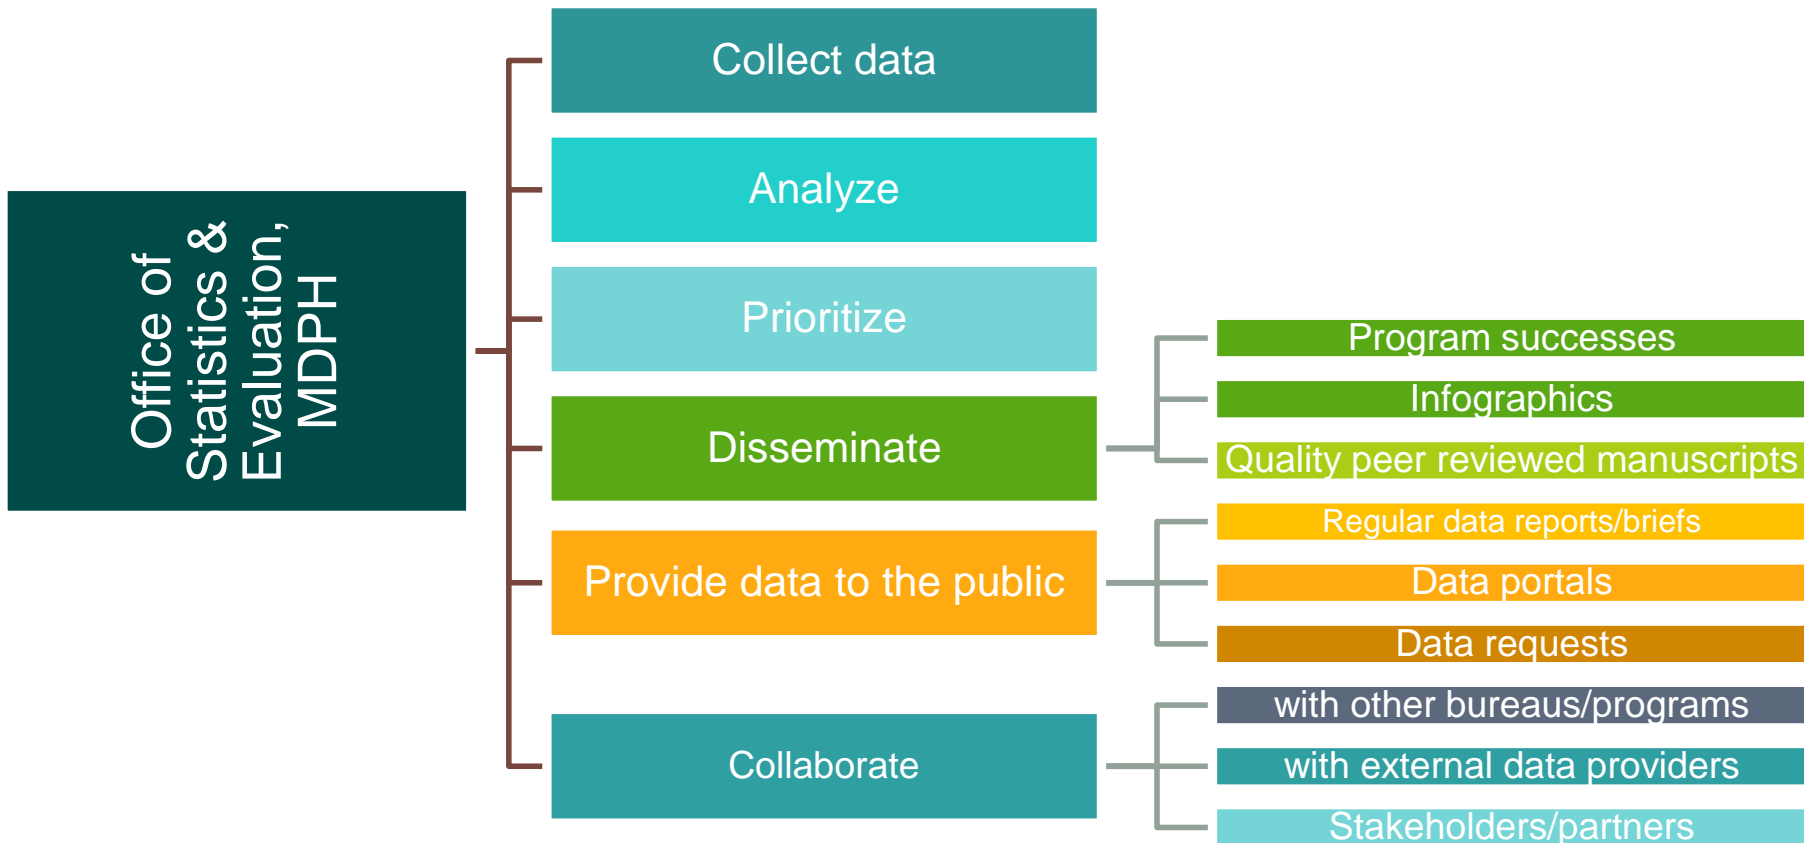 Office of
Statistics &
Evaluation,
MDPH
Collect data
Analyze
Prioritize
Disseminate
Program successes
Infographics
Quality peer reviewed manuscripts
Provide data to the public
Regular data reports/briefs
Data portals
Data requests
Collaborate
with other bureaus/programs
with external data providers
Stakeholders/partners